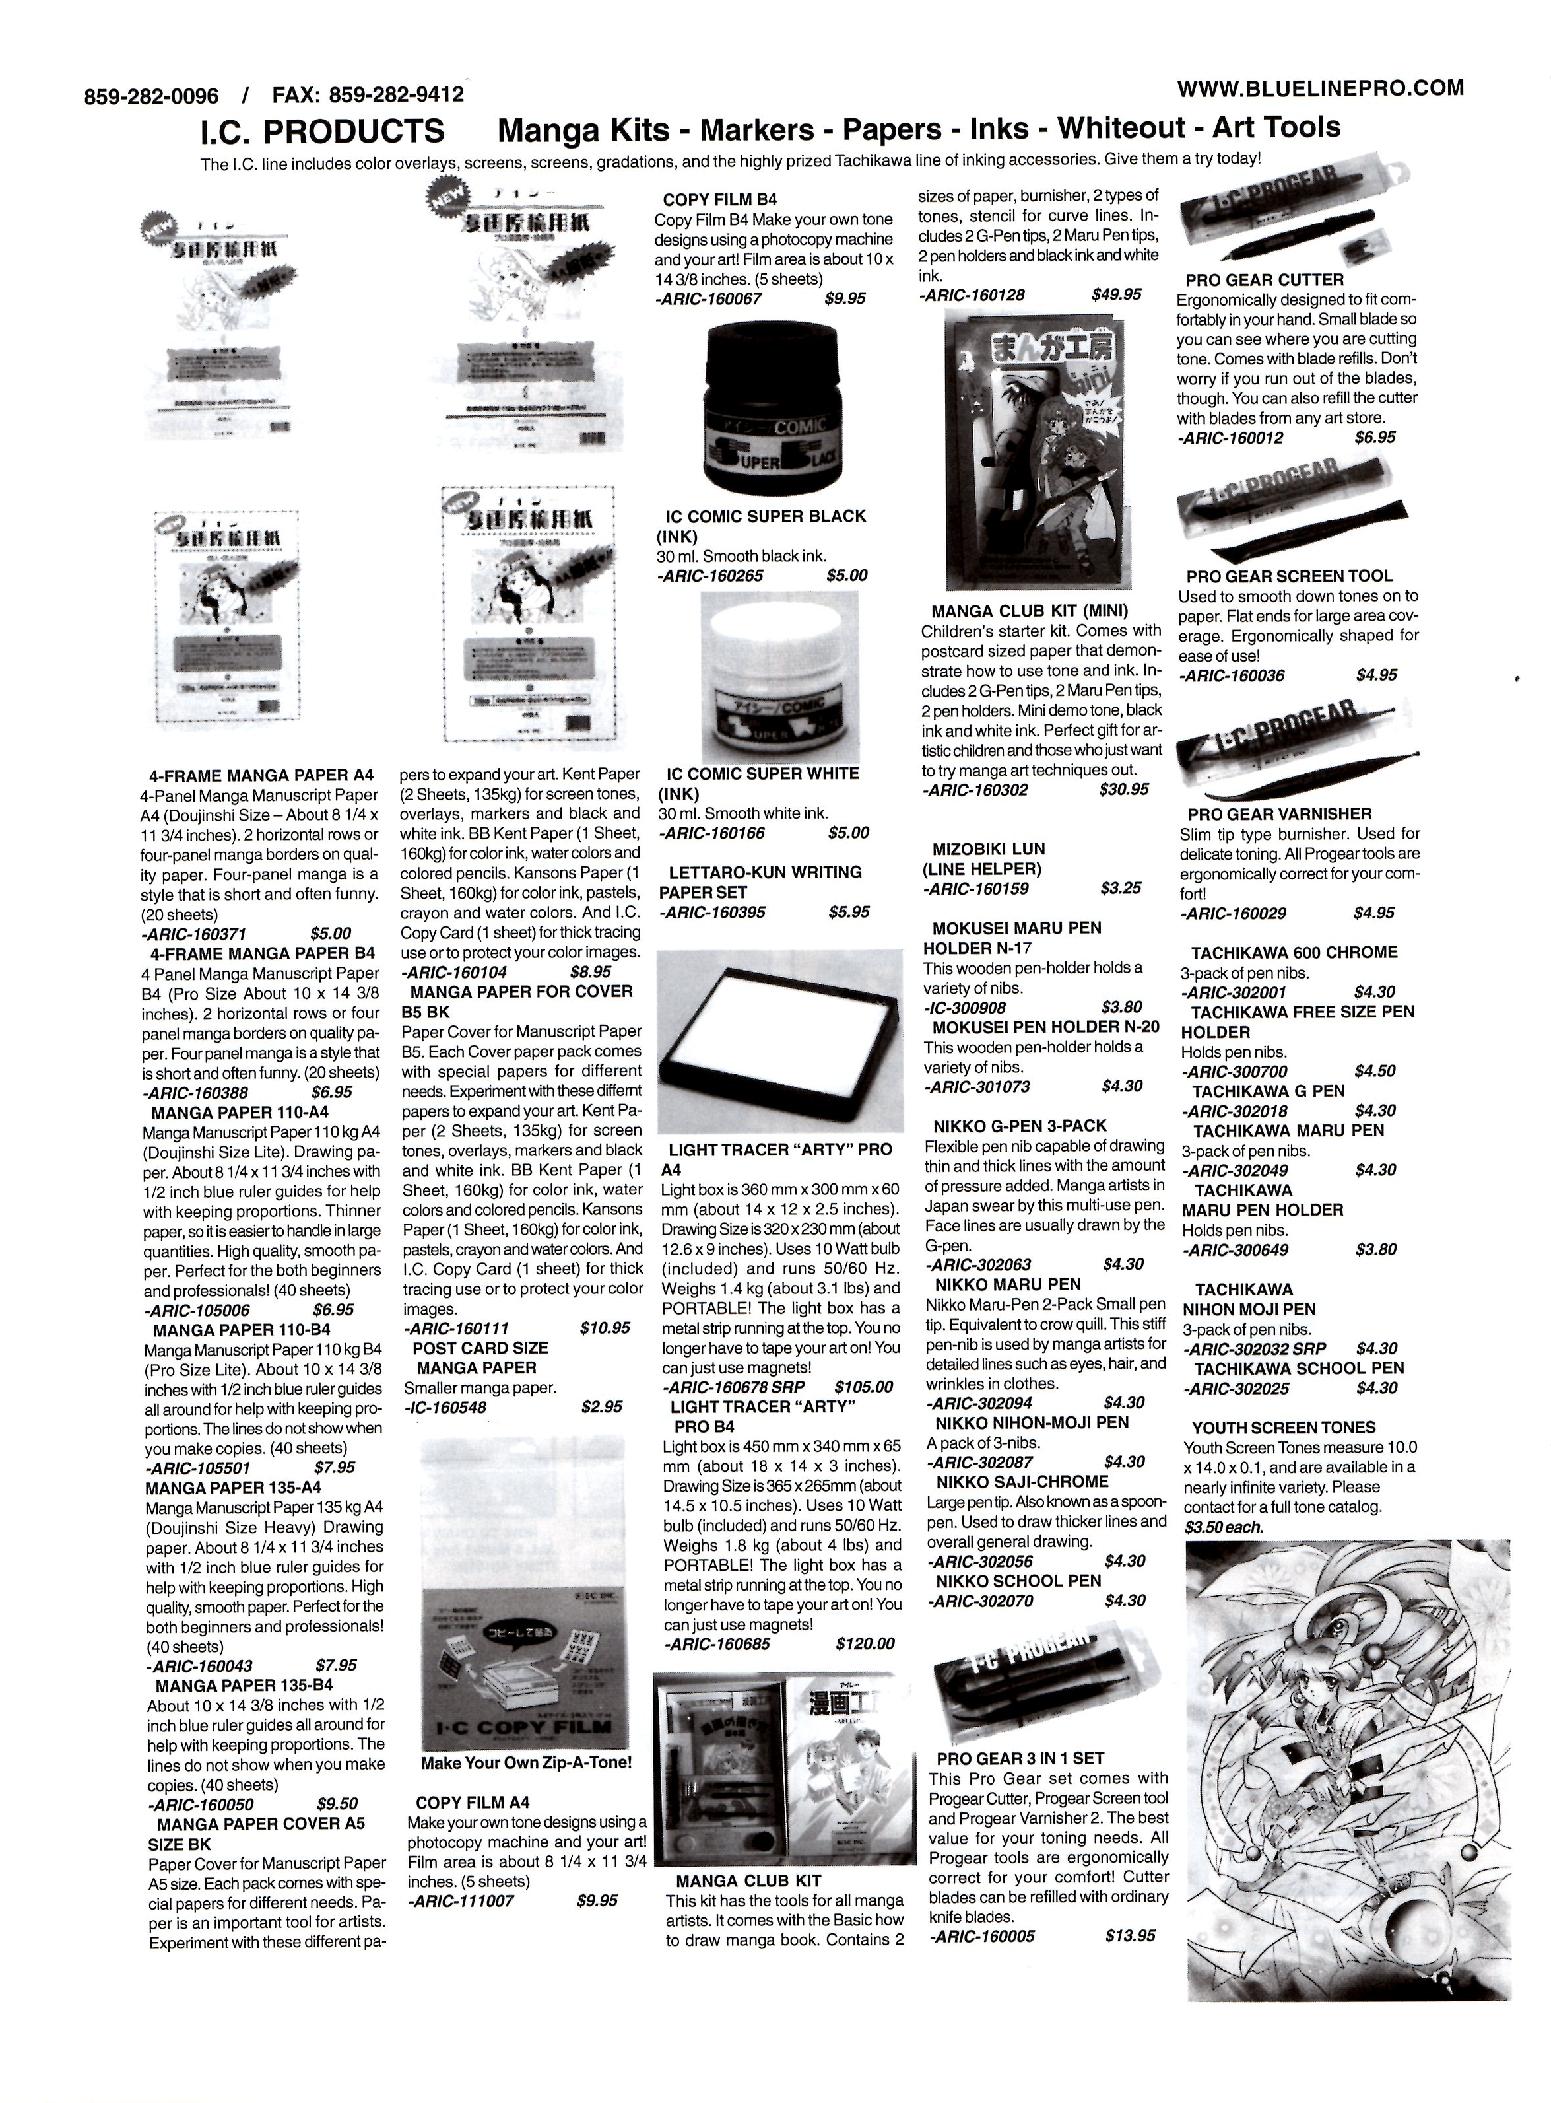 859-282-0096 / FAX: 859-282-9412
WWW.BLUELINEPRO.COM
I.C. PRODUCTS Manga Kits - Markers - Papers - Inks - Whiteout - Art Tools
The I.C. line includes color overlays, screens, screens, gradations, and the highly prized Tachikawa line of inking accessories. Give them a try today!
NEW
NEW
4-FRAME MANGA PAPER A4
4-Panel Manga Manuscript Paper
A4 (Doujinshi Size – About 8 1/4 x
11 3/4 inches). 2 horizontal rows or
four-panel manga borders on qual-
ity paper. Four-panel manga is a
style that is short and often funny.
(20 sheets)
-ARIC-160371 $5.00
4-FRAME MANGA PAPER B4
4 Panel Manga Manuscript Paper
B4 (Pro Size About 10 x 14 3/8
inches). 2 horizontal rows or four
panel manga borders on quality pa-
per. Four panel manga is a style that
is short and often funny. (20 sheets)
-ARIC-160388 $6.95
MANGA PAPER 110-A4
Manga Manuscript Paper 110 kg A4
(Doujinshi Size Lite). Drawing pa-
per. About 8 1/4 x 11 3/4 inches with
1/2 inch blue ruler guides for help
with keeping proportions. Thinner
paper, so it is easier to handle in large
quantities. High quality, smooth pa-
per. Perfect for the both beginners
and professionals! (40 sheets)
-ARIC-105006 $6.95
MANGA PAPER 110-B4
Manga Manuscript Paper 110 kg B4
(Pro Size Lite). About 10 x 14 3/8
inches with 1/2 inch blue ruler guides
all around for help with keeping pro-
portions. The lines do not show when
you make copies. (40 sheets)
-ARIC-105501 $7.95
MANGA PAPER 135-A4
Manga Manuscript Paper 135 kg A4
(Doujinshi Size Heavy) Drawing
paper. About 8 1/4 x 11 3/4 inches
with 1/2 inch blue ruler guides for
help with keeping proportions. High
quality, smooth paper. Perfect for the
both beginners and professionals!
(40 sheets)
-ARIC-160043 $7.95
MANGA PAPER 135-B4
About 10 x 14 3/8 inches with 1/2
inch blue ruler guides all around for
help with keeping proportions. The
lines do not show when you make
copies. (40 sheets)
-ARIC-160050 $9.50
MANGA PAPER COVER A5
SIZE BK
Paper Cover for Manuscript Paper
A5 size. Each pack comes with spe-
cial papers for different needs. Pa-
per is an important tool for artists.
Experiment with these different pa-
pers to expand your art. Kent Paper
(2 Sheets, 135kg) for screen tones,
overlays, markers and black and
white ink. BB Kent Paper (1 Sheet,
160kg) for color ink, water colors and
colored pencils. Kansons Paper (1
Sheet, 160kg) for color ink, pastels,
crayon and water colors. And I.C.
Copy Card (1 sheet) for thick tracing
use or to protect your color images.
-ARIC-160104 $8.95
MANGA PAPER FOR COVER
B5 BK
Paper Cover for Manuscript Paper
B5. Each Cover paper pack comes
with special papers for different
needs. Experiment with these differnt
papers to expand your art. Kent Pa-
per (2 Sheets, 135kg) for screen
tones, overlays, markers and black
and white ink. BB Kent Paper (1
Sheet, 160kg) for color ink, water
colors and colored pencils. Kansons
Paper (1 Sheet, 160kg) for color ink,
pastels, crayon and water colors. And
I.C. Copy Card (1 sheet) for thick
tracing use or to protect your color
images.
-ARIC-160111 $10.95
POST CARD SIZE
MANGA PAPER
Smaller manga paper.
-IC-160548 $2.95
コピーして貼る
I·C COPY FILM
Make Your Own Zip-A-Tone!
COPY FILM A4
Make your own tone designs using a
photocopy machine and your art!
Film area is about 8 1/4 x 11 3/4
inches. (5 sheets)
-ARIC-111007 $9.95
COPY FILM B4
Copy Film B4 Make your own tone
designs using a photocopy machine
and your art! Film area is about 10 x
14 3/8 inches. (5 sheets)
-ARIC-160067 $9.95
アイシー COMIC
SUPER BLACK
IC COMIC SUPER BLACK
(INK)
30 ml. Smooth black ink.
-ARIC-160265 $5.00
アイシー/COMIC
SUPER WHITE
IC COMIC SUPER WHITE
(INK)
30 ml. Smooth white ink.
-ARIC-160166 $5.00
LETTARO-KUN WRITING
PAPER SET
-ARIC-160395 $5.95
LIGHT TRACER “ARTY” PRO
A4
Light box is 360 mm x 300 mm x 60
mm (about 14 x 12 x 2.5 inches).
Drawing Size is 320 x 230 mm (about
12.6 x 9 inches). Uses 10 Watt bulb
(included) and runs 50/60 Hz.
Weighs 1.4 kg (about 3.1 lbs) and
PORTABLE! The light box has a
metal strip running at the top. You no
longer have to tape your art on! You
can just use magnets!
-ARIC-160678 SRP $105.00
LIGHT TRACER “ARTY”
PRO B4
Light box is 450 mm x 340 mm x 65
mm (about 18 x 14 x 3 inches).
Drawing Size is 365 x 265mm (about
14.5 x 10.5 inches). Uses 10 Watt
bulb (included) and runs 50/60 Hz.
Weighs 1.8 kg (about 4 lbs) and
PORTABLE! The light box has a
metal strip running at the top. You no
longer have to tape your art on! You
can just use magnets!
-ARIC-160685 $120.00
漫画工
MANGA CLUB KIT
This kit has the tools for all manga
artists. It comes with the Basic how
to draw manga book. Contains 2
sizes of paper, burnisher, 2 types of
tones, stencil for curve lines. In-
cludes 2 G-Pen tips, 2 Maru Pen tips,
2 pen holders and black ink and white
ink.
-ARIC-160128 $49.95
まんが工房
MANGA CLUB KIT (MINI)
Children's starter kit. Comes with
postcard sized paper that demon-
strate how to use tone and ink. In-
cludes 2 G-Pen tips, 2 Maru Pen tips,
2 pen holders. Mini demo tone, black
ink and white ink. Perfect gift for ar-
tistic children and those who just want
to try manga art techniques out.
-ARIC-160302 $30.95
MIZOBIKI LUN
(LINE HELPER)
-ARIC-160159 $3.25
MOKUSEI MARU PEN
HOLDER N-17
This wooden pen-holder holds a
variety of nibs.
-IC-300908 $3.80
MOKUSEI PEN HOLDER N-20
This wooden pen-holder holds a
variety of nibs.
-ARIC-301073 $4.30
NIKKO G-PEN 3-PACK
Flexible pen nib capable of drawing
thin and thick lines with the amount
of pressure added. Manga artists in
Japan swear by this multi-use pen.
Face lines are usually drawn by the
G-pen.
-ARIC-302063 $4.30
NIKKO MARU PEN
Nikko Maru-Pen 2-Pack Small pen
tip. Equivalent to crow quill. This stiff
pen-nib is used by manga artists for
detailed lines such as eyes, hair, and
wrinkles in clothes.
-ARIC-302094 $4.30
NIKKO NIHON-MOJI PEN
A pack of 3-nibs.
-ARIC-302087 $4.30
NIKKO SAJI-CHROME
Large pen tip. Also known as a spoon-
pen. Used to draw thicker lines and
overall general drawing.
-ARIC-302056 $4.30
NIKKO SCHOOL PEN
-ARIC-302070 $4.30
I·C PROGEAR
PRO GEAR 3 IN 1 SET
This Pro Gear set comes with
Progear Cutter, Progear Screen tool
and Progear Varnisher 2. The best
value for your toning needs. All
Progear tools are ergonomically
correct for your comfort! Cutter
blades can be refilled with ordinary
knife blades.
-ARIC-160005 $13.95
I·C PROGEAR
PRO GEAR CUTTER
Ergonomically designed to fit com-
fortably in your hand. Small blade so
you can see where you are cutting
tone. Comes with blade refills. Don't
worry if you run out of the blades,
though. You can also refill the cutter
with blades from any art store.
-ARIC-160012 $6.95
I·C PROGEAR
PRO GEAR SCREEN TOOL
Used to smooth down tones on to
paper. Flat ends for large area cov-
erage. Ergonomically shaped for
ease of use!
-ARIC-160036 $4.95
I·C PROGEAR
PRO GEAR VARNISHER
Slim tip type burnisher. Used for
delicate toning. All Progear tools are
ergonomically correct for your com-
fort!
-ARIC-160029 $4.95
TACHIKAWA 600 CHROME
3-pack of pen nibs.
-ARIC-302001 $4.30
TACHIKAWA FREE SIZE PEN
HOLDER
Holds pen nibs.
-ARIC-300700 $4.50
TACHIKAWA G PEN
-ARIC-302018 $4.30
TACHIKAWA MARU PEN
3-pack of pen nibs.
-ARIC-302049 $4.30
TACHIKAWA
MARU PEN HOLDER
Holds pen nibs.
-ARIC-300649 $3.80
TACHIKAWA
NIHON MOJI PEN
3-pack of pen nibs.
-ARIC-302032 SRP $4.30
TACHIKAWA SCHOOL PEN
-ARIC-302025 $4.30
YOUTH SCREEN TONES
Youth Screen Tones measure 10.0
x 14.0 x 0.1, and are available in a
nearly infinite variety. Please
contact for a full tone catalog.
$3.50 each.